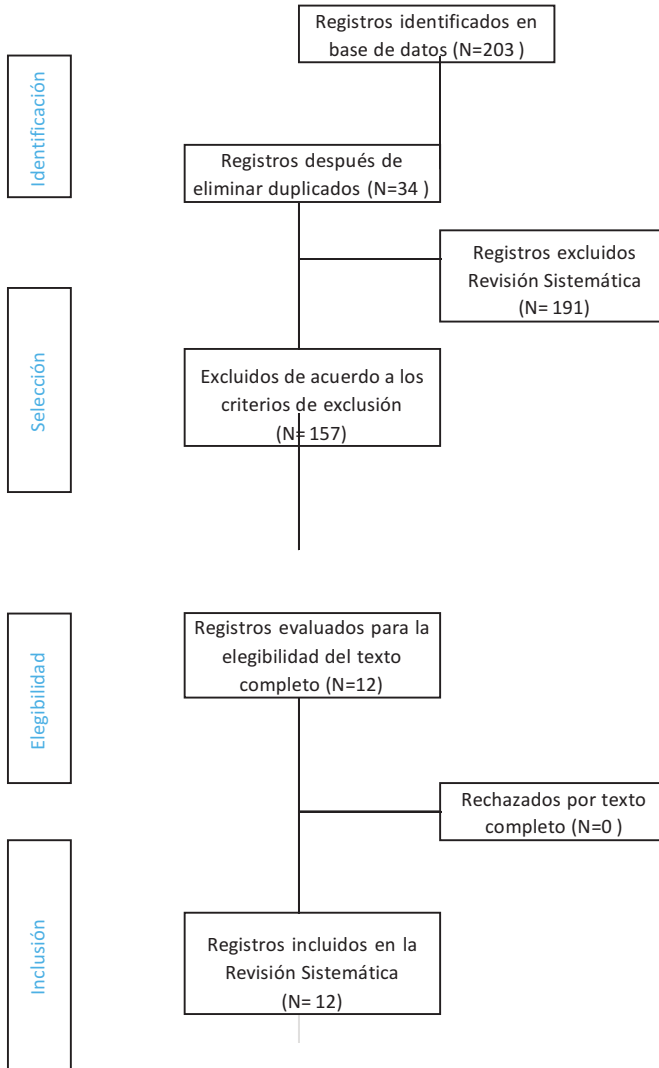 Registros identificados en
base de datos (N=203 )
Identificación
Registros después de
eliminar duplicados (N=34 )
Registros excluidos
Revisión Sistemática
(N= 191)
Selección
Excluidos de acuerdo a los
criterios de exclusión
(N= 157)
Elegibilidad
Registros evaluados para la
elegibilidad del texto
completo (N=12)
Rechazados por texto
completo (N=0 )
Inclusión
Registros incluidos en la
Revisión Sistemática
(N= 12)